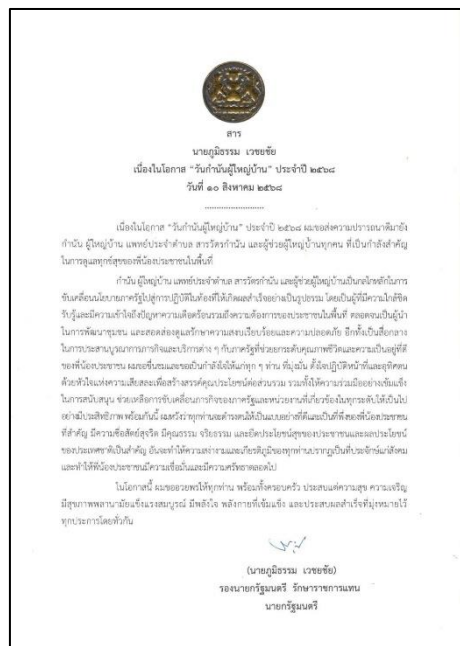 สาร
นายภูมิธรรม เวชยชัย
เนื่องในโอกาส “วันกำนันผู้ใหญ่บ้าน” ประจำปี ๒๕๖๘
วันที่ ๑๐ สิงหาคม ๒๕๖๘
........................
เนื่องในโอกาส “วันกำนันผู้ใหญ่บ้าน” ประจำปี ๒๕๖๘ ผมขอส่งความปรารถนาดีมายัง
กำนัน ผู้ใหญ่บ้าน แพทย์ประจำตำบล สารวัตรกำนัน และผู้ช่วยผู้ใหญ่บ้านทุกคน ที่เป็นกำลังสำคัญ
ในการดูแลทุกข์สุขของพี่น้องประชาชนในพื้นที่
กำนัน ผู้ใหญ่บ้าน แพทย์ประจำตำบล สารวัตรกำนัน และผู้ช่วยผู้ใหญ่บ้านเป็นกลไกหลักในการ
ขับเคลื่อนนโยบายภาครัฐไปสู่การปฏิบัติในท้องที่ให้เกิดผลสำเร็จอย่างเป็นรูปธรรม โดยเป็นผู้ที่มีความใกล้ชิด
รับรู้และมีความเข้าใจถึงปัญหาความเดือดร้อนรวมถึงความต้องการของประชาชนในพื้นที่ ตลอดจนเป็นผู้นำ
ในการพัฒนาชุมชน และสอดส่องดูแลรักษาความสงบเรียบร้อยและความปลอดภัย อีกทั้งเป็นสื่อกลาง
ในการประสานบูรณาการภารกิจและบริการต่าง ๆ กับภาครัฐที่ช่วยยกระดับคุณภาพชีวิตและความเป็นอยู่ที่ดี
ของพี่น้องประชาชน ผมขอชื่นชมและขอเป็นกำลังใจให้แก่ทุก ๆ ท่าน ที่มุ่งมั่น ตั้งใจปฏิบัติหน้าที่และอุทิศตน
ด้วยหัวใจแห่งความเสียสละเพื่อสร้างสรรค์คุณประโยชน์ต่อส่วนรวม รวมทั้งให้ความร่วมมืออย่างเข้มแข็ง
ในการสนับสนุน ช่วยเหลือการขับเคลื่อนภารกิจของภาครัฐและหน่วยงานที่เกี่ยวข้องในทุกระดับให้เป็นไป
อย่างมีประสิทธิภาพ พร้อมกันนี้ ผมหวังว่าทุกท่านจะดำรงตนให้เป็นแบบอย่างที่ดีและเป็นที่พึ่งของพี่น้องประชาชน
ที่สำคัญ มีความซื่อสัตย์สุจริต มีคุณธรรม จริยธรรม และยึดประโยชน์สุขของประชาชนและผลประโยชน์
ของประเทศชาติเป็นสำคัญ อันจะทำให้ความสง่างามและเกียรติภูมิของทุกท่านปรากฏเป็นที่ประจักษ์แก่สังคม
และทำให้พี่น้องประชาชนมีความเชื่อมั่นและมีความศรัทธาตลอดไป
ในโอกาสนี้ ผมขออวยพรให้ทุกท่าน พร้อมทั้งครอบครัว ประสบแต่ความสุข ความเจริญ
มีสุขภาพพลานามัยแข็งแรงสมบูรณ์ มีพลังใจ พลังกายที่เข้มแข็ง และประสบผลสำเร็จที่มุ่งหมายไว้
ทุกประการโดยทั่วกัน
(นายภูมิธรรม เวชยชัย)
รองนายกรัฐมนตรี รักษาราชการแทน
นายกรัฐมนตรี